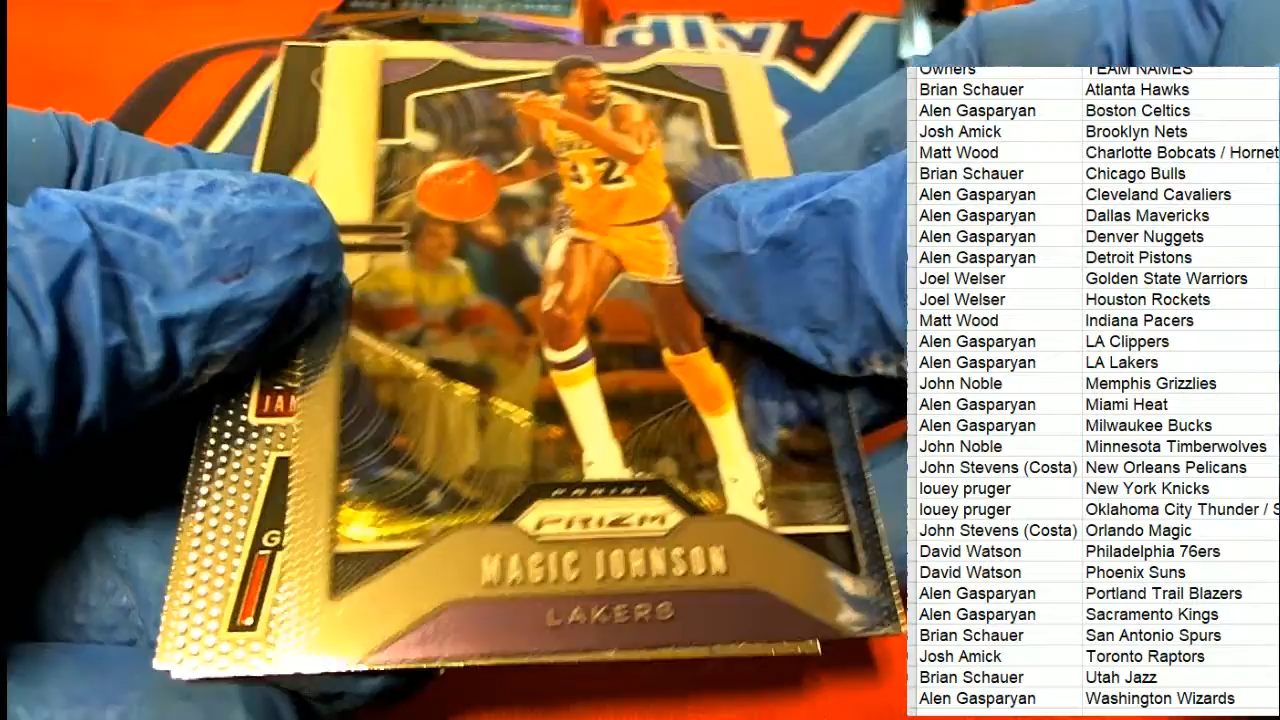 32
JAM
G
PANINI
PRIZM
MAGIC JOHNSON
LAKERS
Owners TEAM NAMES
Brian Schauer Atlanta Hawks
Alen Gasparyan Boston Celtics
Josh Amick Brooklyn Nets
Matt Wood Charlotte Bobcats / Hornet
Brian Schauer Chicago Bulls
Alen Gasparyan Cleveland Cavaliers
Alen Gasparyan Dallas Mavericks
Alen Gasparyan Denver Nuggets
Alen Gasparyan Detroit Pistons
Joel Welser Golden State Warriors
Joel Welser Houston Rockets
Matt Wood Indiana Pacers
Alen Gasparyan LA Clippers
Alen Gasparyan LA Lakers
John Noble Memphis Grizzlies
Alen Gasparyan Miami Heat
Alen Gasparyan Milwaukee Bucks
John Noble Minnesota Timberwolves
John Stevens (Costa) New Orleans Pelicans
louey pruger New York Knicks
louey pruger Oklahoma City Thunder / S
John Stevens (Costa) Orlando Magic
David Watson Philadelphia 76ers
David Watson Phoenix Suns
Alen Gasparyan Portland Trail Blazers
Alen Gasparyan Sacramento Kings
Brian Schauer San Antonio Spurs
Josh Amick Toronto Raptors
Brian Schauer Utah Jazz
Alen Gasparyan Washington Wizards